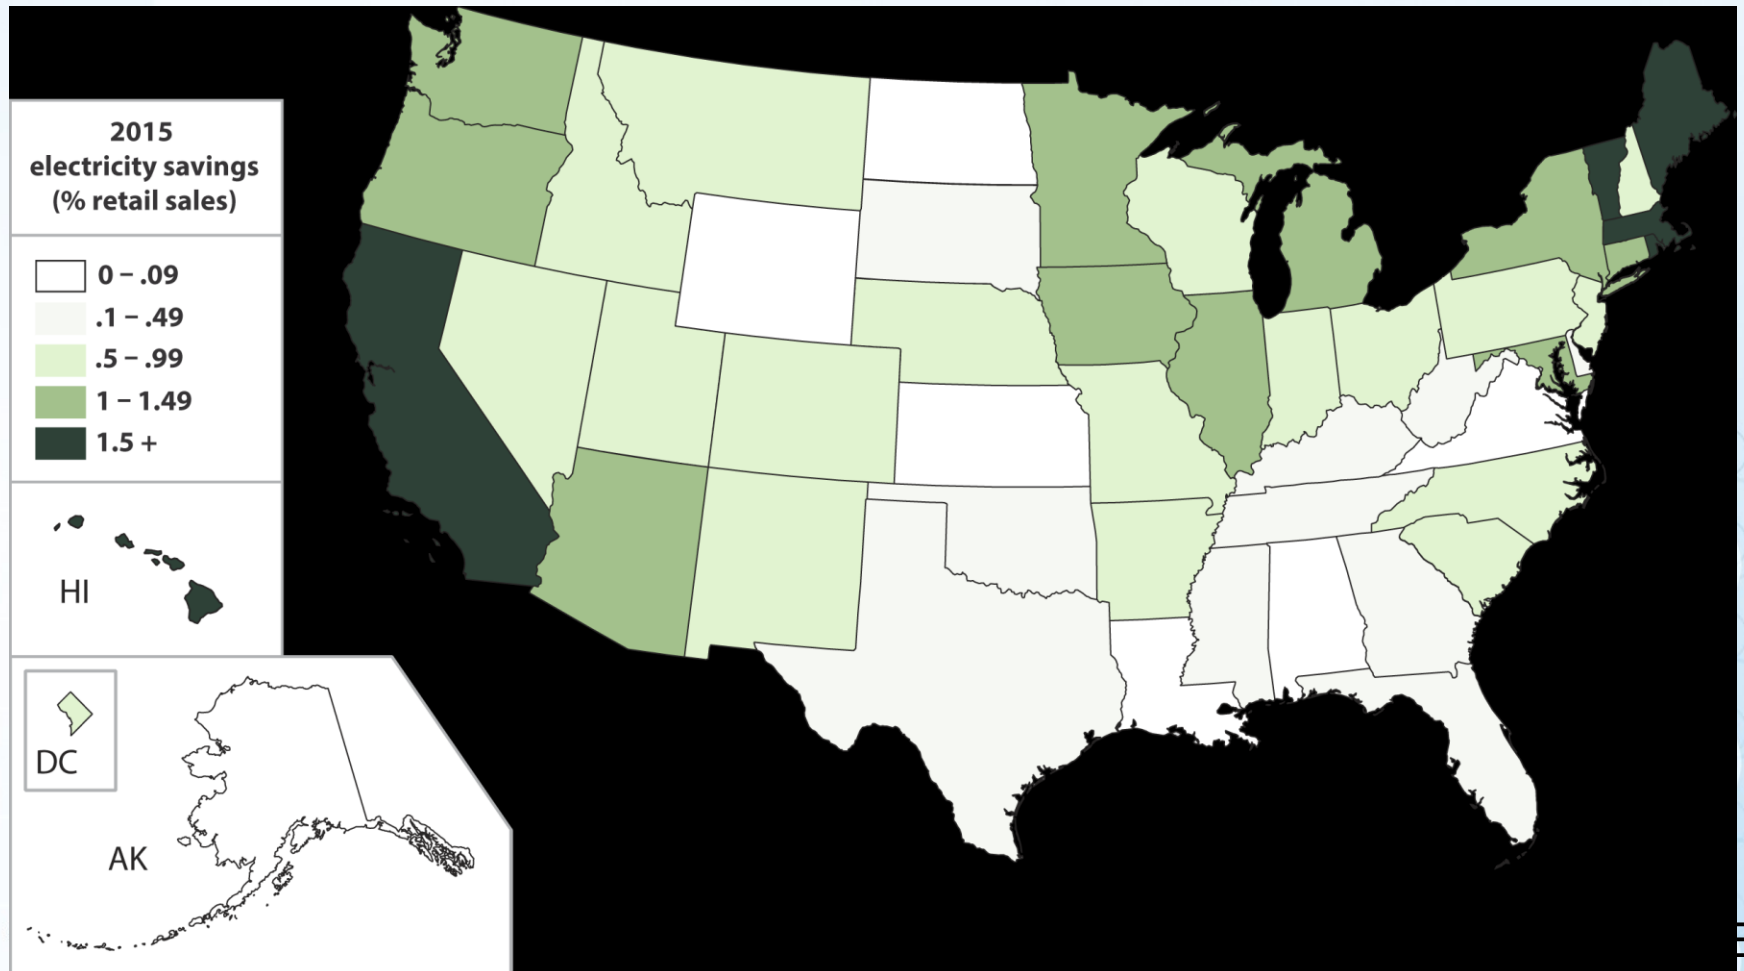 2015
electricity savings
(% retail sales)
0 – .09
.1 – .49
.5 – .99
1 – 1.49
1.5 +
HI
DC
AK